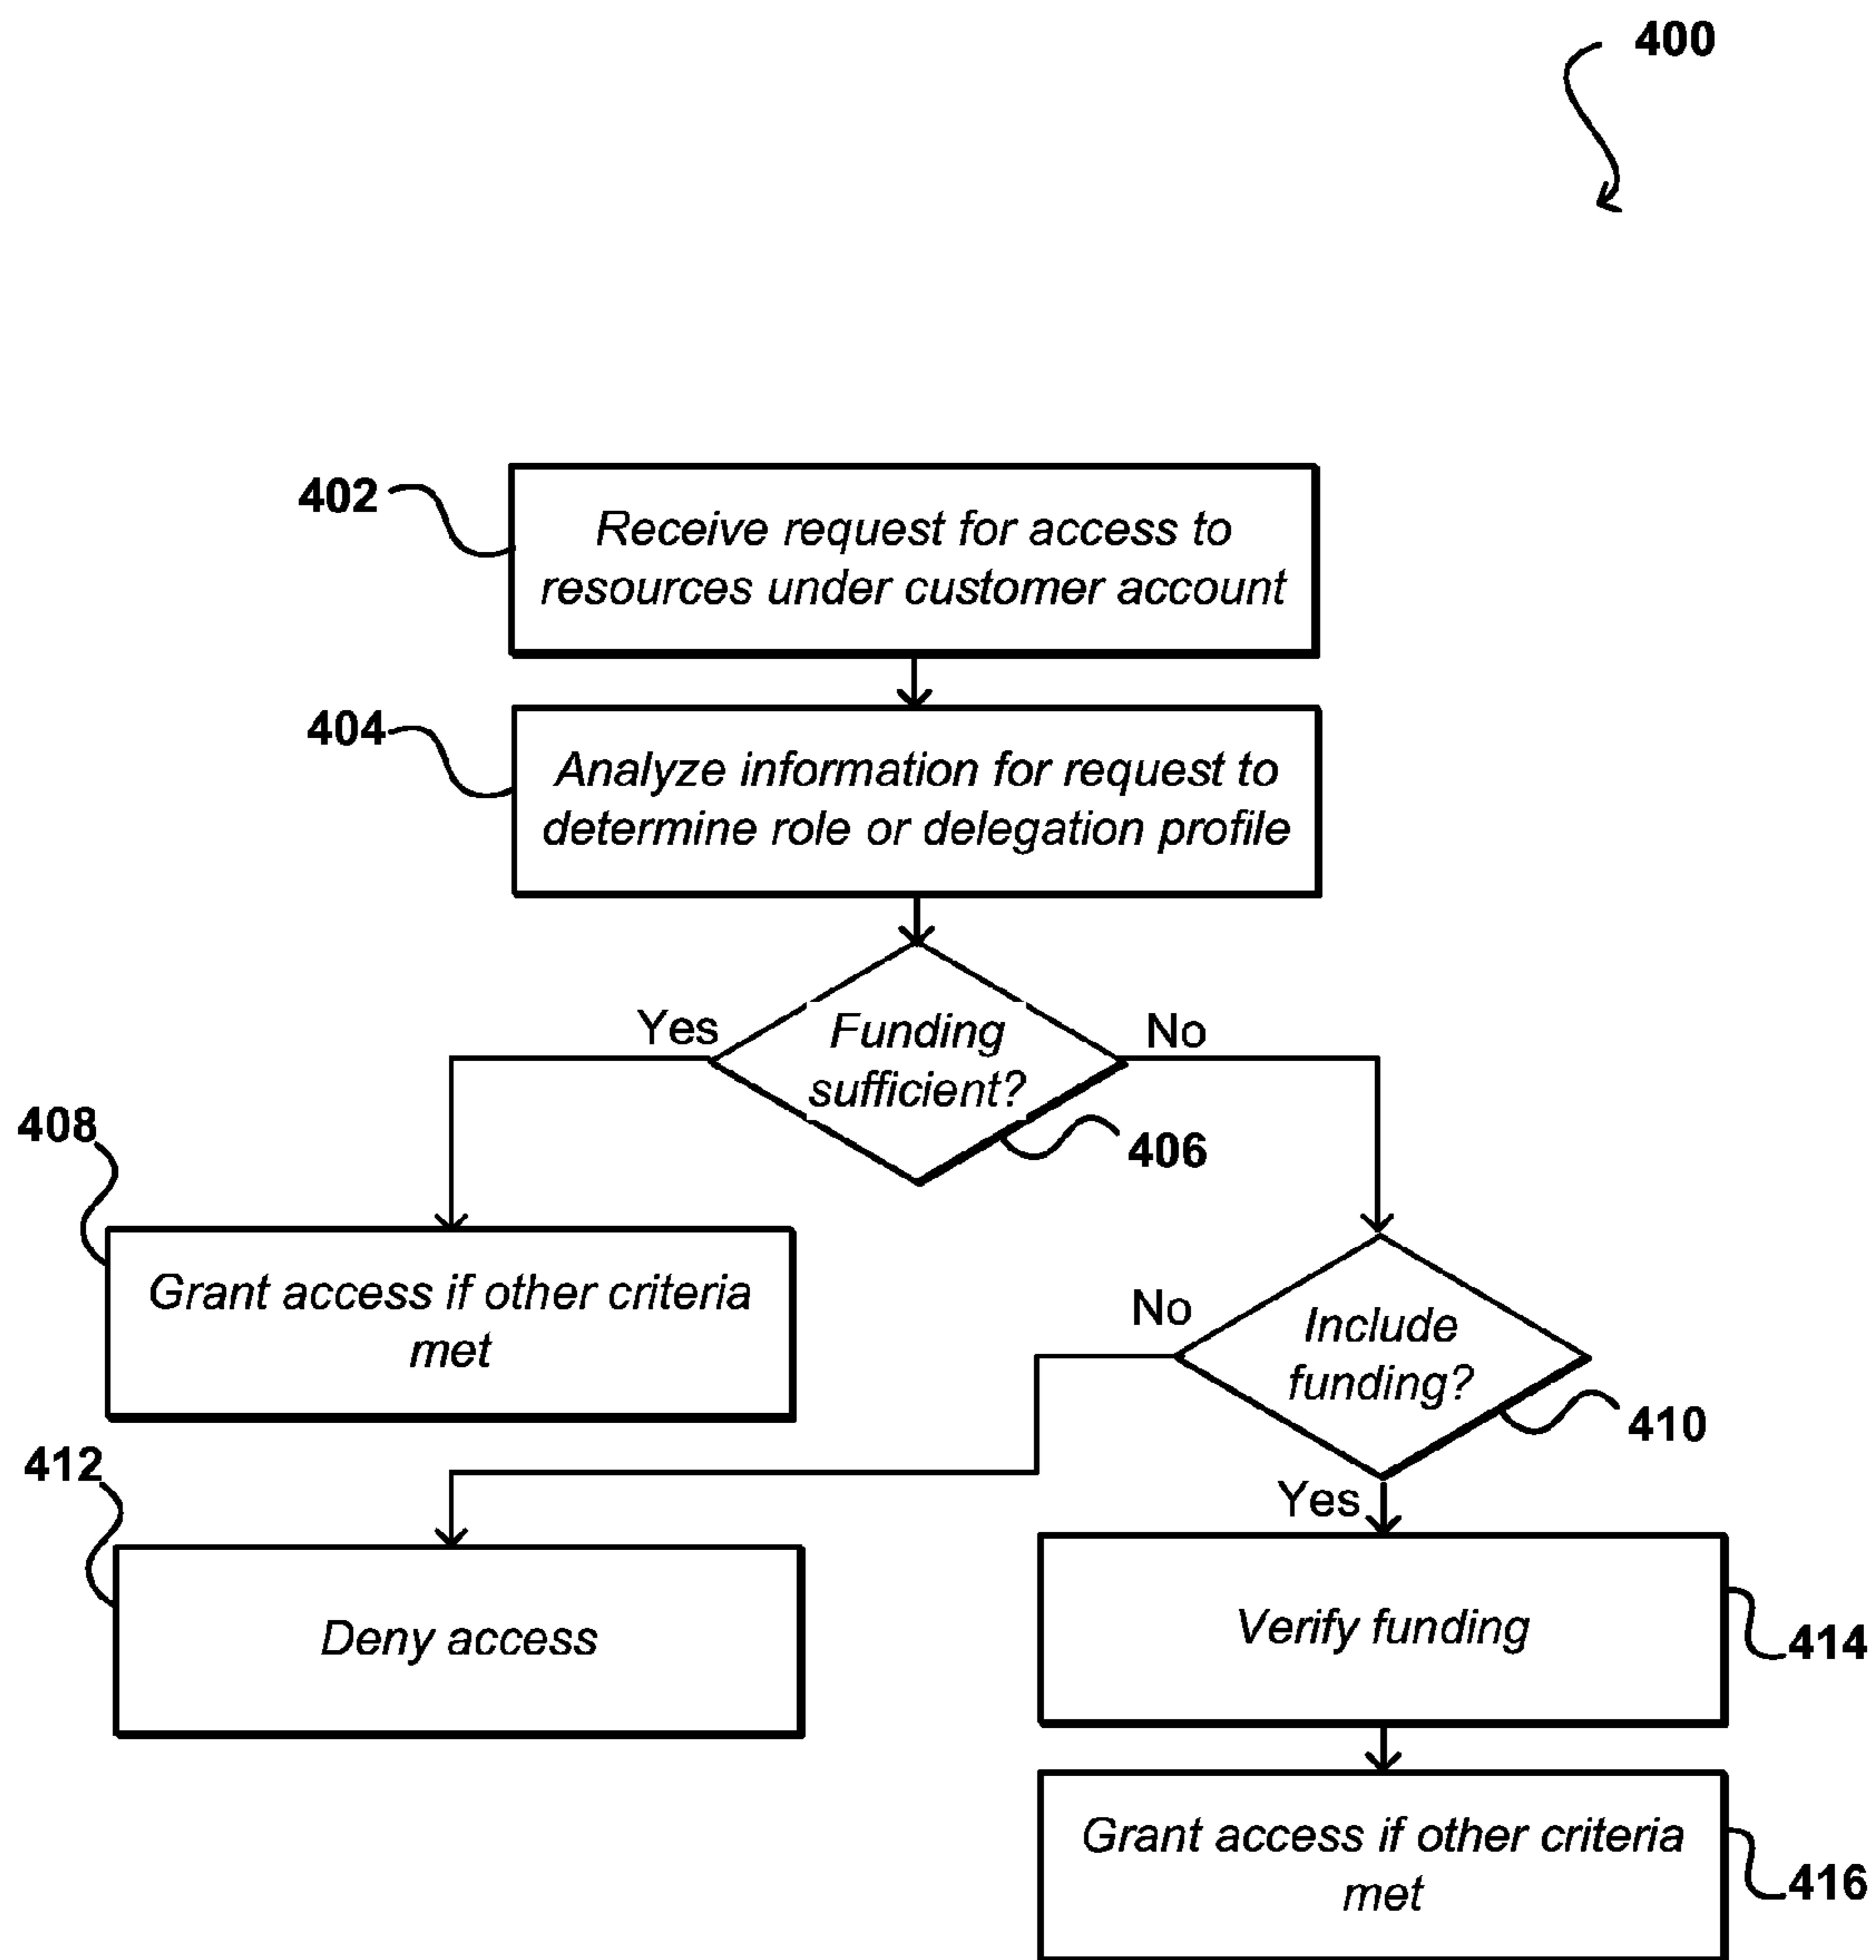 400
402
Receive request for access to
resources under customer account
404
Analyze information for request to
determine role or delegation profile
Yes
Funding
sufficient?
No
406
408
Grant access if other criteria
met
No
Include
funding?
410
412
Yes
Deny access
Verify funding
414
Grant access if other criteria
met
416